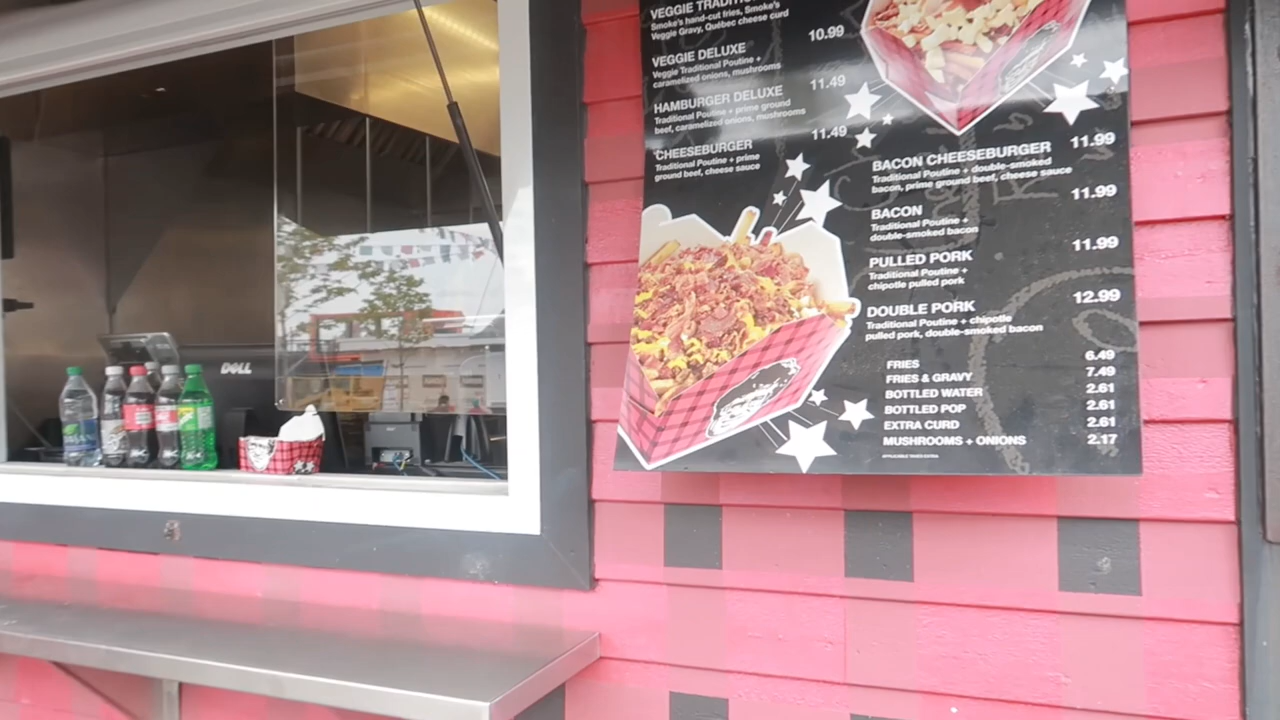 VEGGIE TRADITIO
Smoke's hand-cut fries, Smoke's
Veggie Gravy, Québec cheese curd
10.99
VEGGIE DELUXE
Veggie Traditional Poutine +
caramelized onions, mushrooms
11.49
HAMBURGER DELUXE
Traditional Poutine + prime ground
beef, caramelized onions, mushrooms
11.49
CHEESEBURGER
Traditional Poutine + prime
ground beef, cheese sauce
BACON CHEESEBURGER 11.99
Traditional Poutine + double-smoked
bacon, prime ground beef, cheese sauce
BACON 11.99
Traditional Poutine +
double-smoked bacon
PULLED PORK 11.99
Traditional Poutine +
chipotle pulled pork
DOUBLE PORK 12.99
Traditional Poutine + chipotle
pulled pork, double-smoked bacon
FRIES 6.49
FRIES & GRAVY 7.49
BOTTLED WATER 2.61
BOTTLED POP 2.61
EXTRA CURD 2.61
MUSHROOMS + ONIONS 2.17
APPLICABLE TAXES EXTRA
DELL